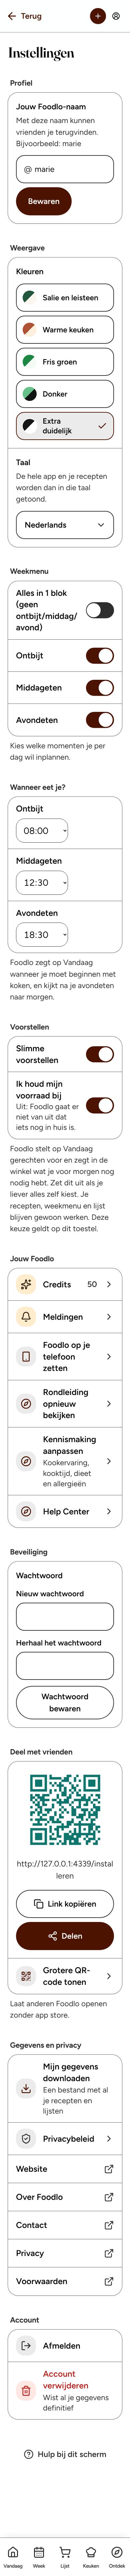 Terug
Instellingen
Profiel
Jouw Foodlo-naam
Met deze naam kunnen
vrienden je terugvinden.
Bijvoorbeeld: marie
@ marie
Bewaren
Weergave
Kleuren
Salie en leisteen
Warme keuken
Fris groen
Donker
Extra
duidelijk
Taal
De hele app en je recepten
worden dan in die taal
getoond.
Nederlands
Weekmenu
Alles in 1 blok
(geen
ontbijt/middag/
avond)
Ontbijt
Middageten
Avondeten
Kies welke momenten je per
dag wil inplannen.
Wanneer eet je?
Ontbijt
08:00
Middageten
12:30
Avondeten
18:30
Foodlo zegt op Vandaag
wanneer je moet beginnen met
koken, en kijkt na je avondeten
naar morgen.
Voorstellen
Slimme
voorstellen
Ik houd mijn
voorraad bij
Uit: Foodlo gaat er
niet van uit dat
iets nog in huis is.
Foodlo stelt op Vandaag
gerechten voor en zegt in de
winkel wat je voor morgen nog
nodig hebt. Zet dit uit als je
liever alles zelf kiest. Je
recepten, weekmenu en lijst
blijven gewoon werken. Deze
keuze geldt op dit toestel.
Jouw Foodlo
Credits 50
Meldingen
Foodlo op je
telefoon
zetten
Rondleiding
opnieuw
bekijken
Kennismaking
aanpassen
Kookervaring,
kooktijd, dieet
en allergieën
Help Center
Beveiliging
Wachtwoord
Nieuw wachtwoord
Herhaal het wachtwoord
Wachtwoord
bewaren
Deel met vrienden
http://127.0.0.1:4339/instal
leren
Link kopiëren
Delen
Grotere QR-
code tonen
Laat anderen Foodlo openen
zonder app store.
Gegevens en privacy
Mijn gegevens
downloaden
Een bestand met al
je recepten en
lijsten
Privacybeleid
Website
Over Foodlo
Contact
Privacy
Voorwaarden
Account
Afmelden
Account
verwijderen
Wist al je gegevens
definitief
Hulp bij dit scherm
Vandaag Week Lijst Keuken Ontdek